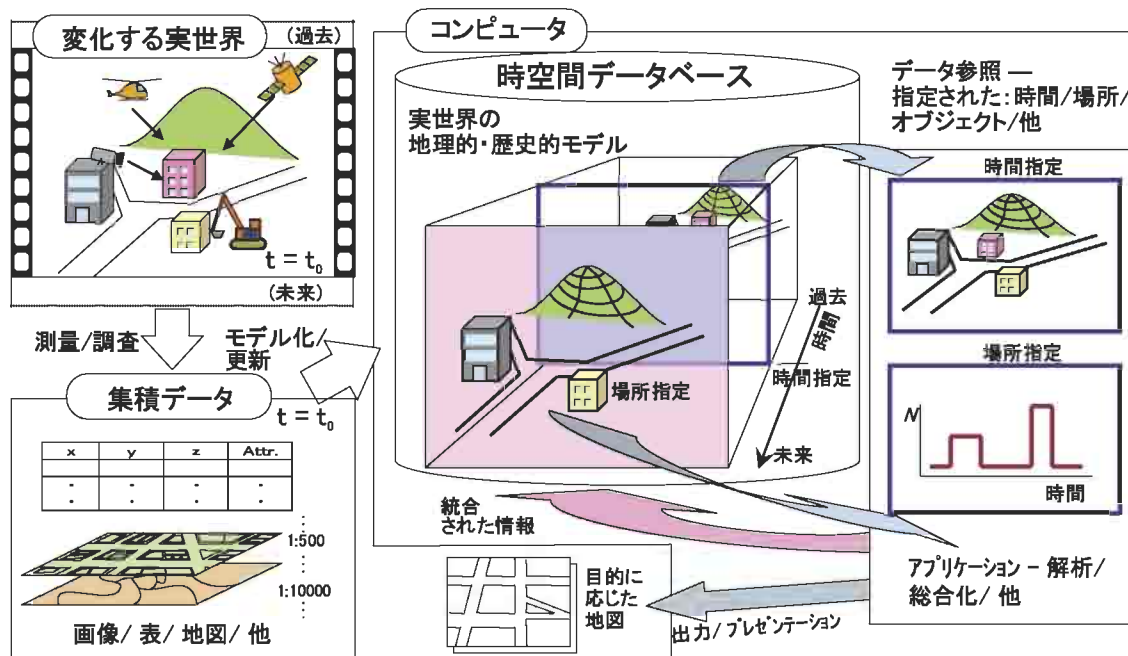 変化する実世界
(過去)
t = t₀
(未来)
測量/調査
モデル化/
更新
集積データ
t = t₀
x y z Attr.
: : : :
: : : :
1:500
1:10000
画像/ 表/ 地図/ 他
コンピュータ
時空間データベース
実世界の
地理的・歴史的モデル
過去
時間
時間指定
場所指定
未来
統合
された情報
目的に
応じた
地図
出力/ プレゼンテーション
データ参照 —
指定された:時間/場所/
オブジェクト/他
時間指定
場所指定
N
時間
アプリケーション – 解析/
総合化/ 他